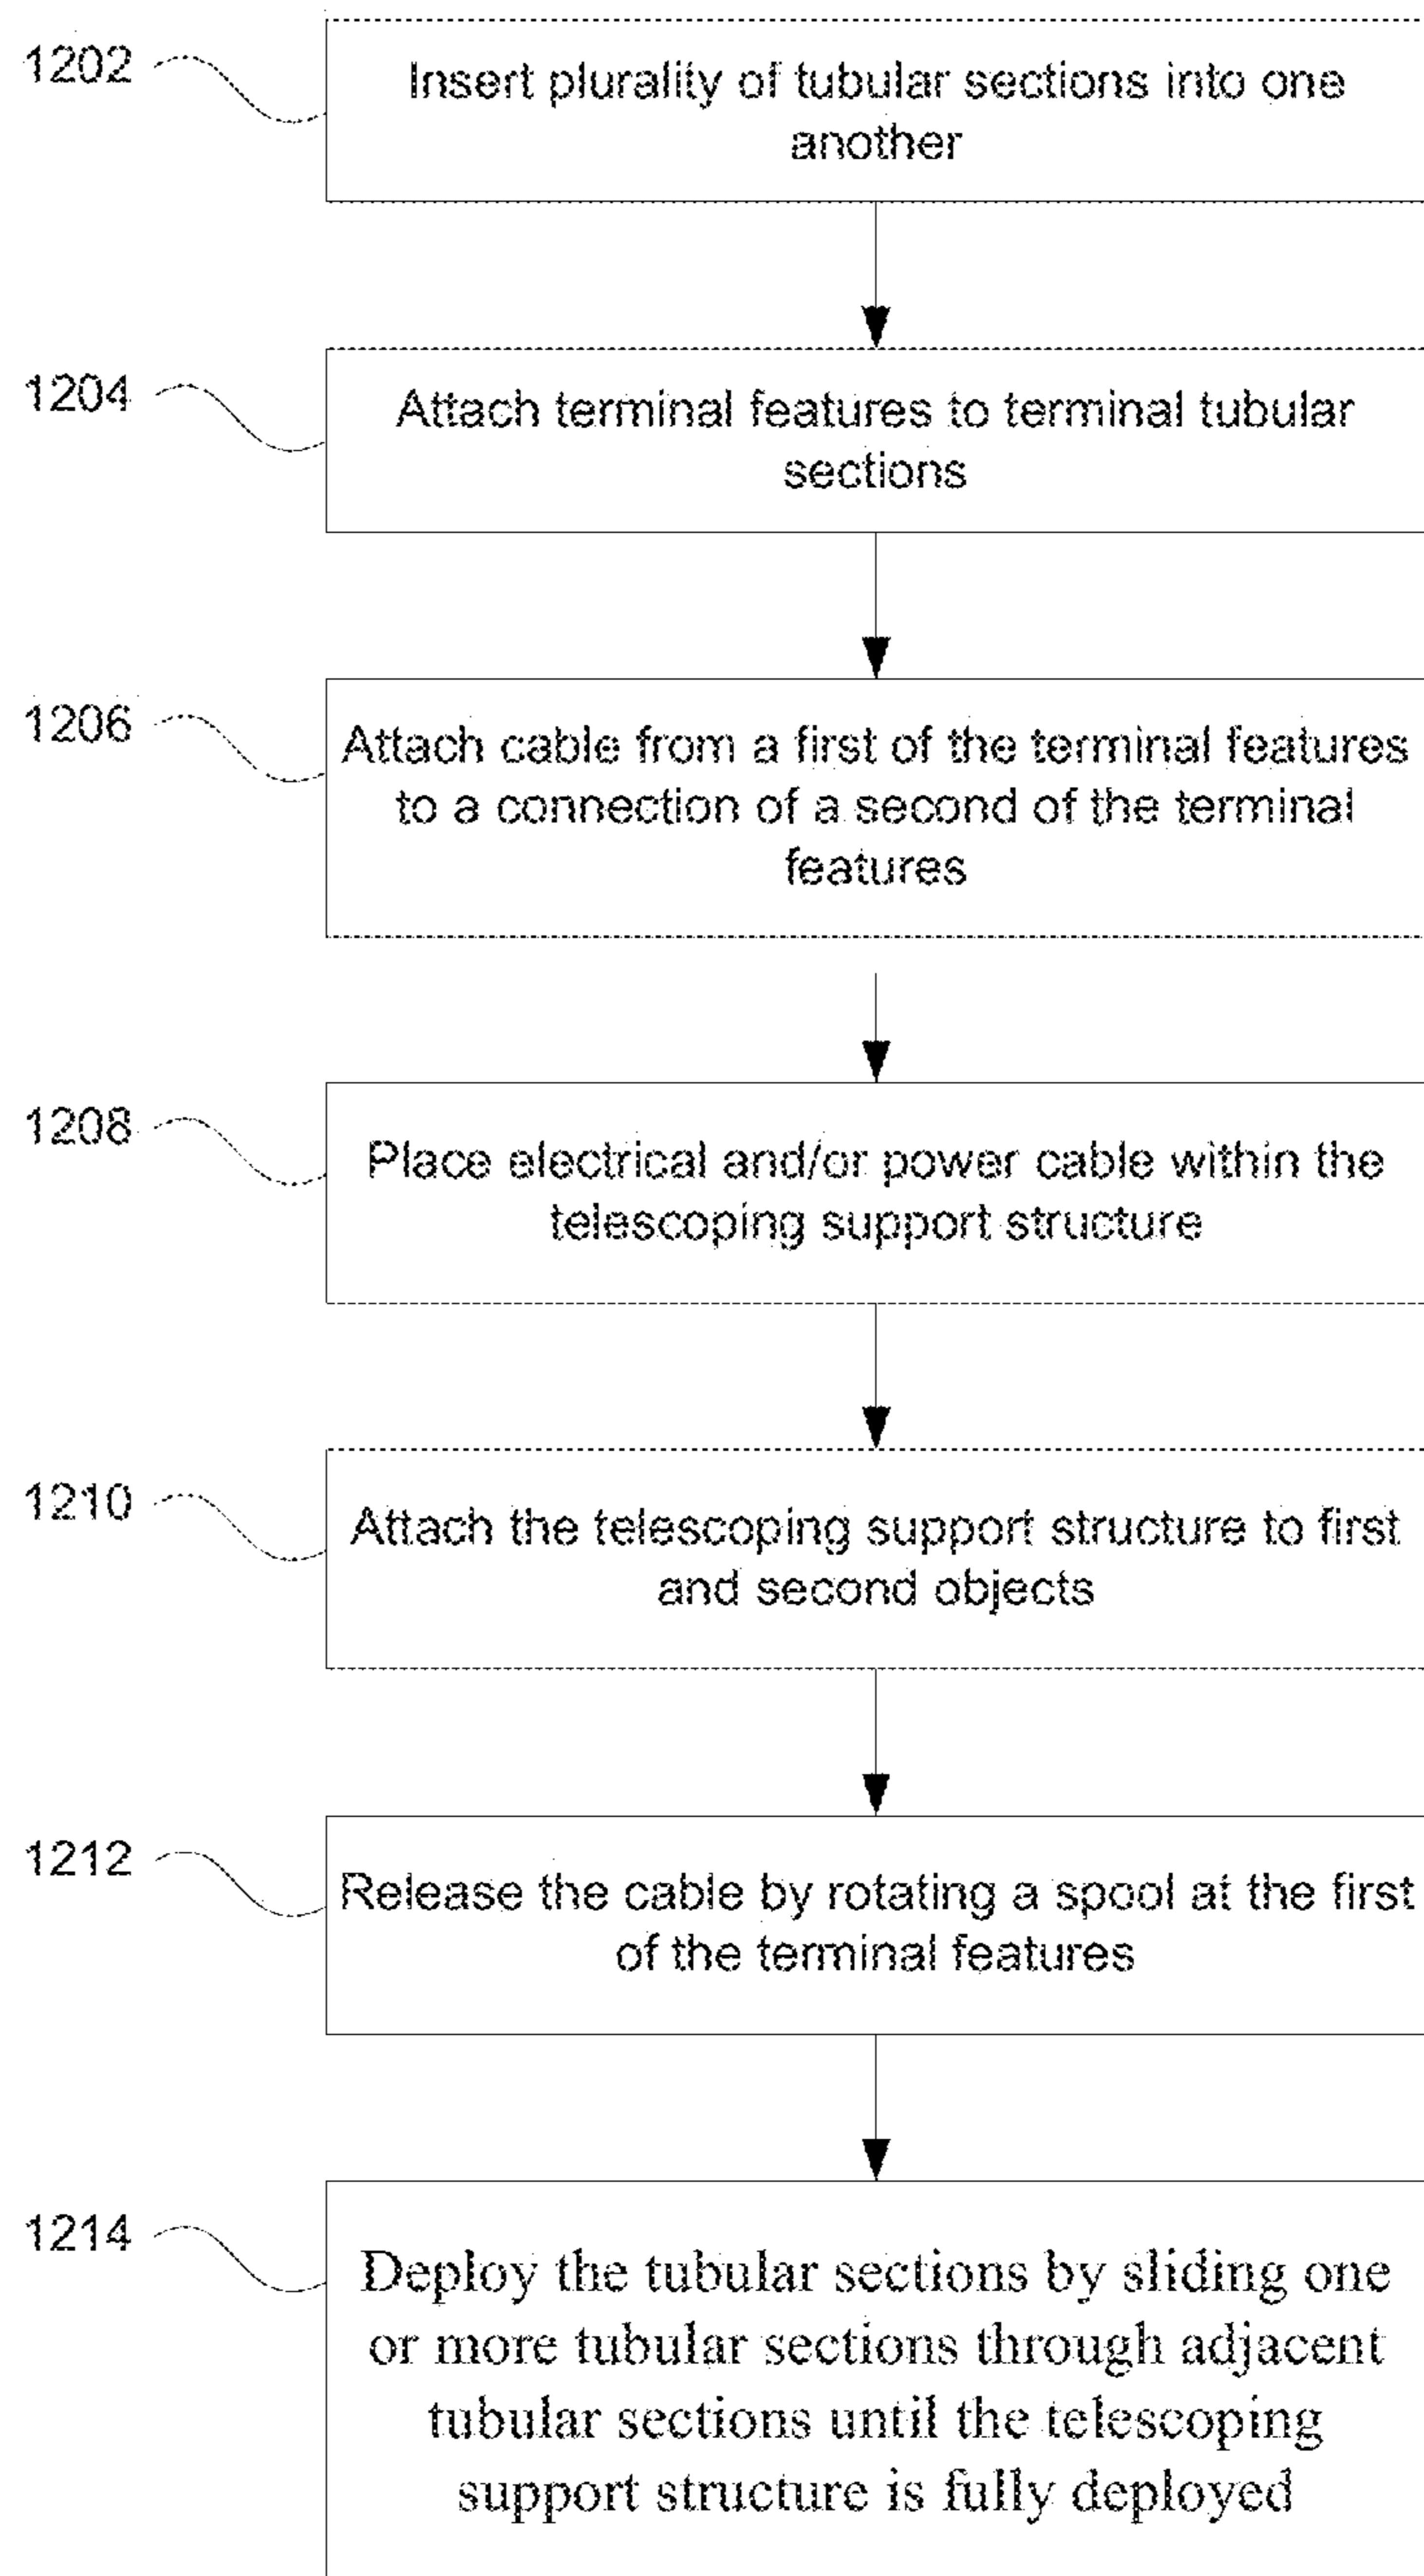 1202
Insert plurality of tubular sections into one
another
1204
Attach terminal features to terminal tubular
sections
1206
Attach cable from a first of the terminal features
to a connection of a second of the terminal
features
1208
Place electrical and/or power cable within the
telescoping support structure
1210
Attach the telescoping support structure to first
and second objects
1212
Release the cable by rotating a spool at the first
of the terminal features
1214
Deploy the tubular sections by sliding one
or more tubular sections through adjacent
tubular sections until the telescoping
support structure is fully deployed